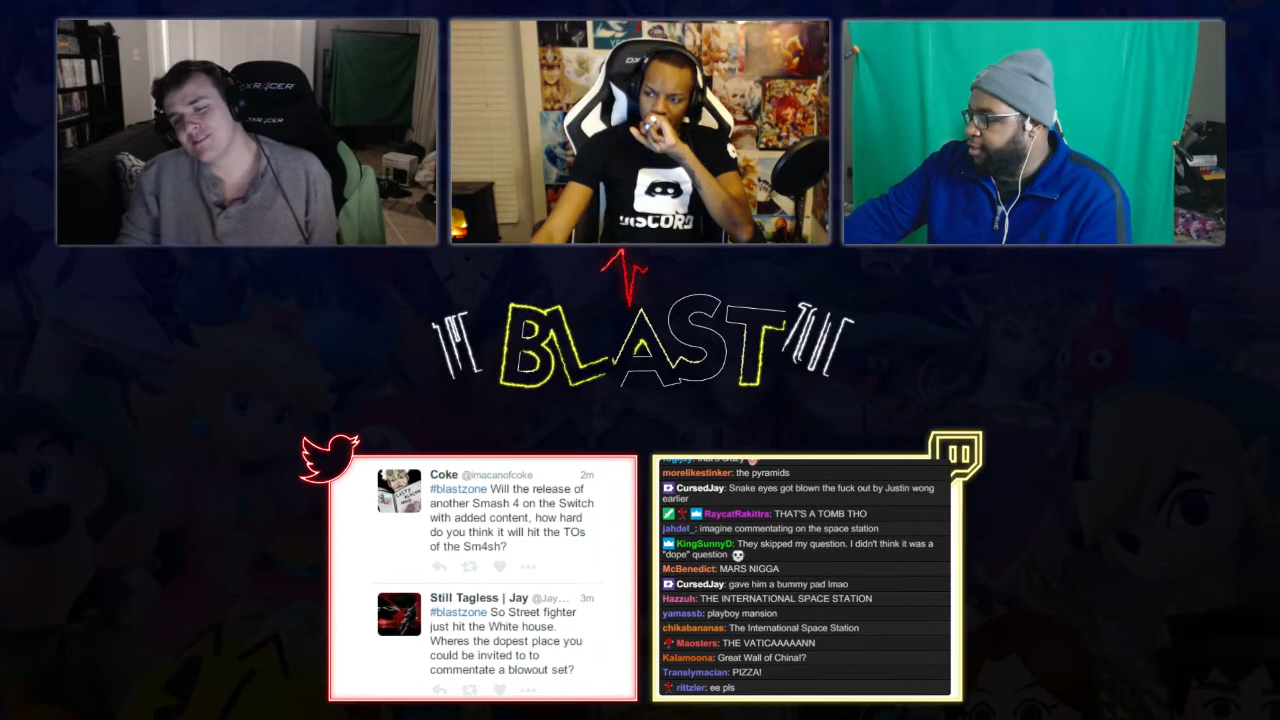 DXRACER
DXRACER
DX
DISCORD
BLAST
Coke @imacanofcoke 2m
#blastzone Will the release of
another Smash 4 on the Switch
with added content, how hard
do you think it will hit the TOs
of the Sm4sh?
Still Tagless | Jay @Jay... 3m
#blastzone So Street fighter
just hit the White house.
Wheres the dopest place you
could be invited to to
commentate a blowout set?
morelikestinker: the pyramids
CursedJay: Snake eyes got blown the fuck out by Justin wong
earlier
RaycatRakittra: THAT'S A TOMB THO
jahdel_: imagine commentating on the space station
KingSunnyD: They skipped my question. I didn't think it was a
"dope" question
McBenedict: MARS NIGGA
CursedJay: gave him a bummy pad lmao
Hazzuh: THE INTERNATIONAL SPACE STATION
yamassb: playboy mansion
chikabananas: The International Space Station
Maosters: THE VATICAAAAANN
Kalamoona: Great Wall of China!?
Translymacian: PIZZA!
rittzler: ee pls